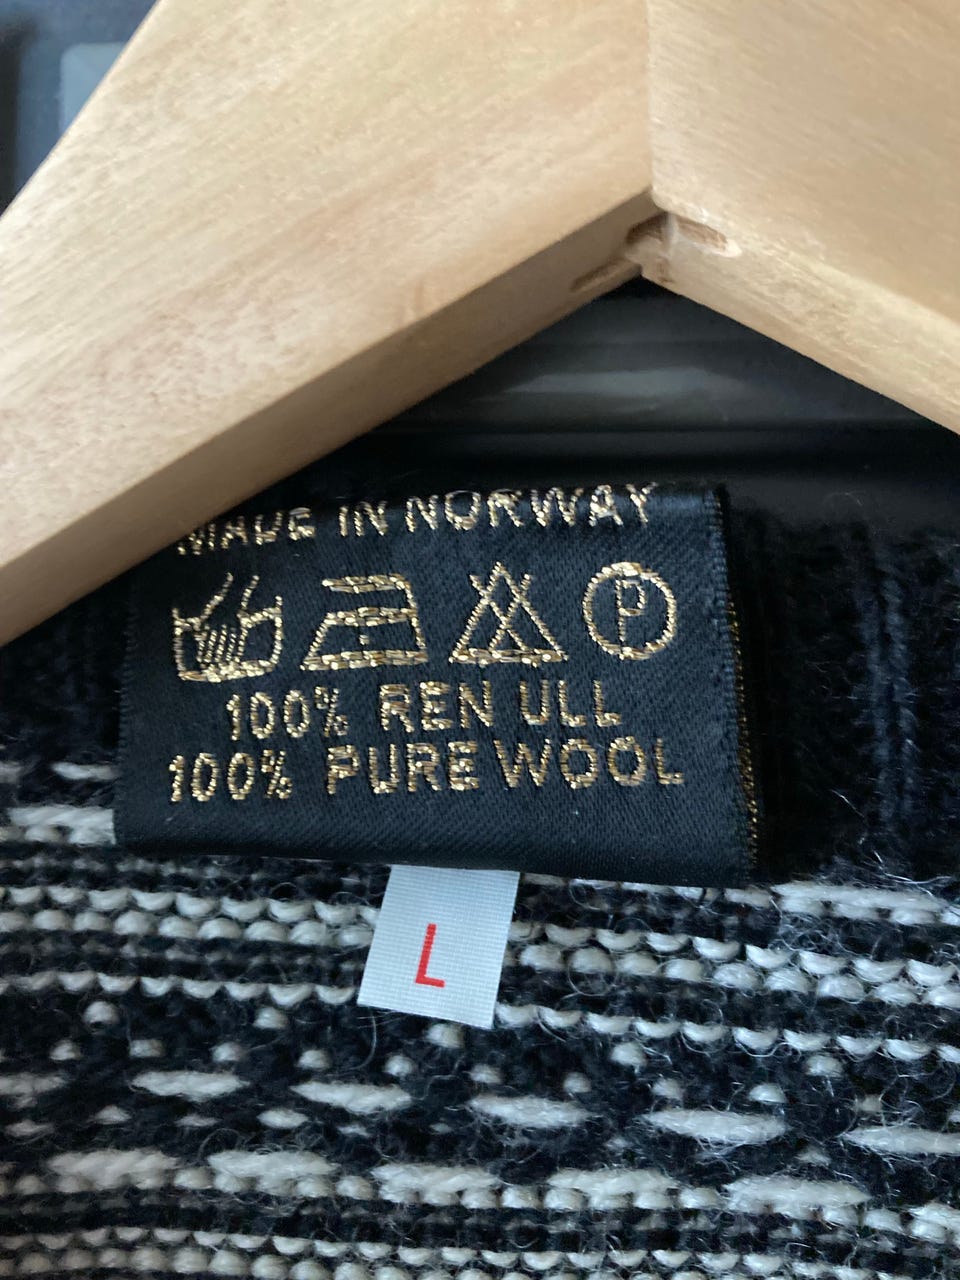 MADE IN NORWAY
P
100% REN ULL
100% PURE WOOL
L